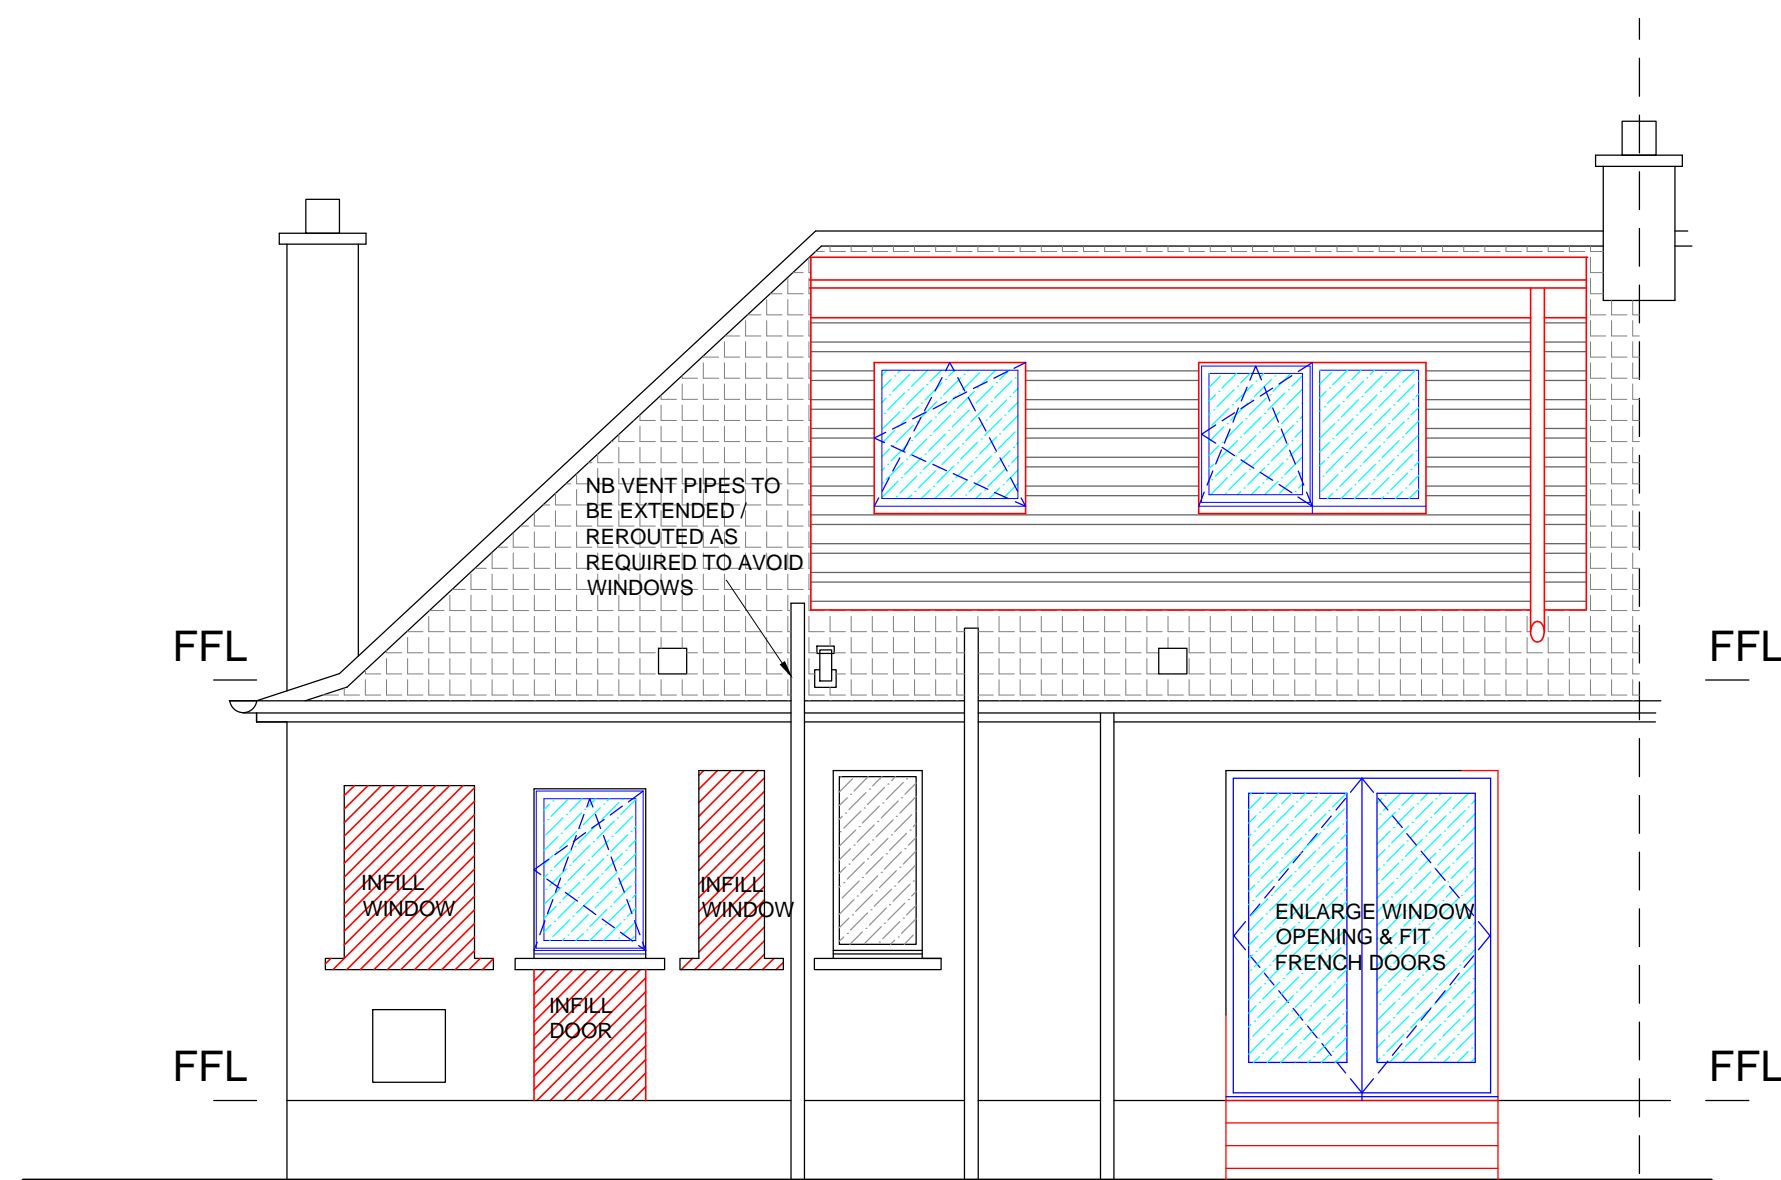 NB VENT PIPES TO
BE EXTENDED /
REROUTED AS
REQUIRED TO AVOID
WINDOWS
FFL
FFL
INFILL
WINDOW
INFILL
WINDOW
ENLARGE WINDOW
OPENING & FIT
FRENCH DOORS
INFILL
DOOR
FFL
FFL